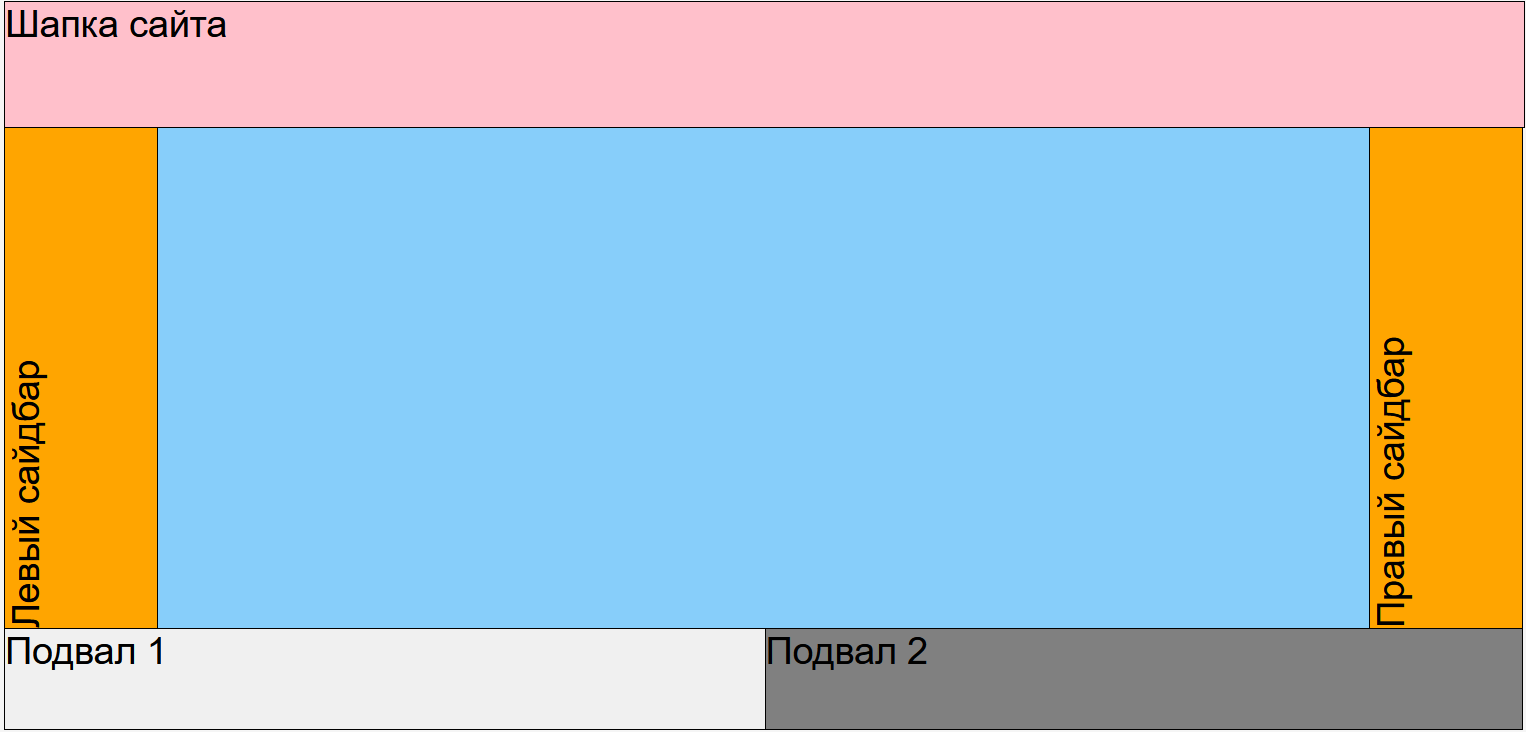 Шапка сайта
Левый сайдбар
Правый сайдбар
Подвал 1
Подвал 2